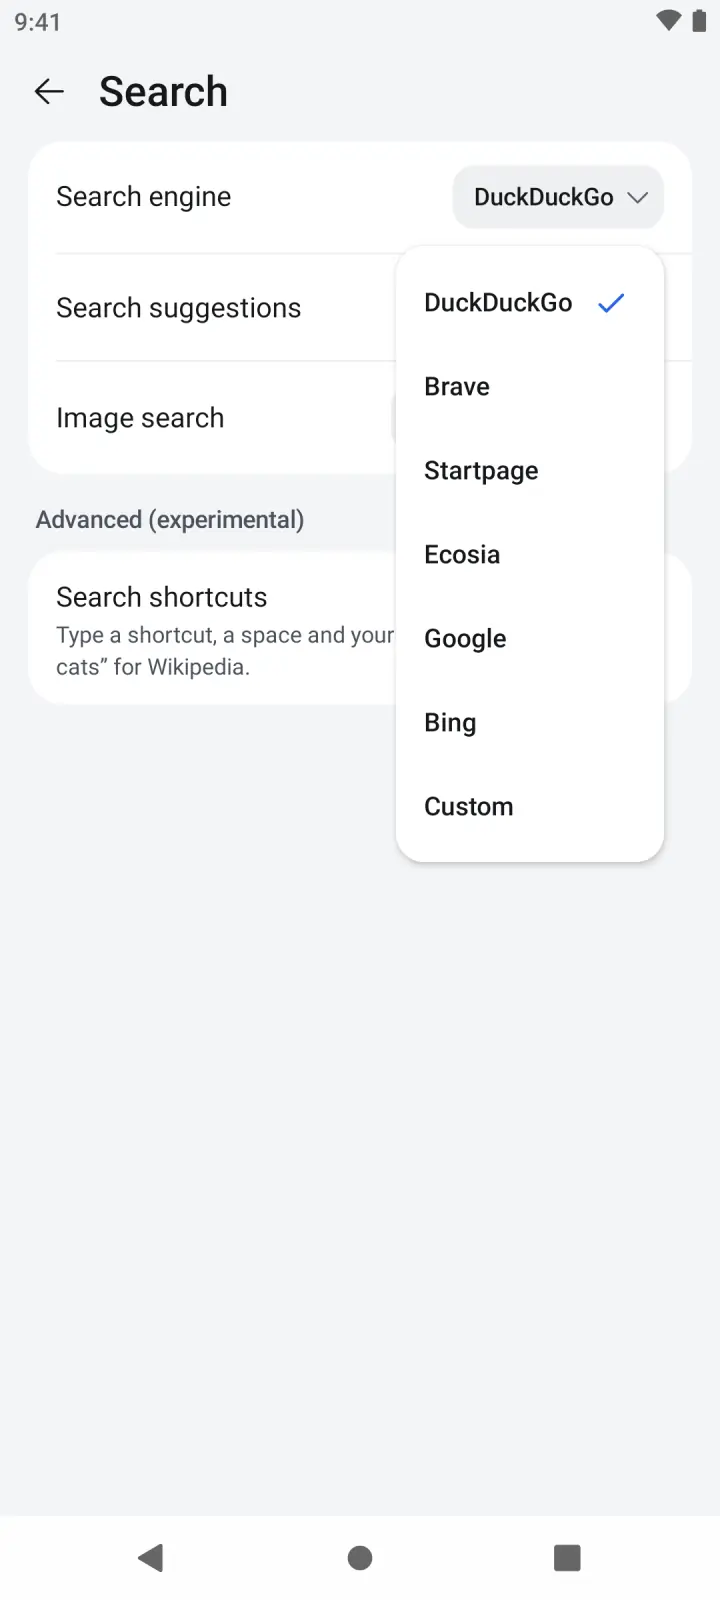 9:41
Search
Search engine
DuckDuckGo
Search suggestions
Image search
DuckDuckGo
Brave
Startpage
Ecosia
Google
Bing
Custom
Advanced (experimental)
Search shortcuts
Type a shortcut, a space and your
cats” for Wikipedia.